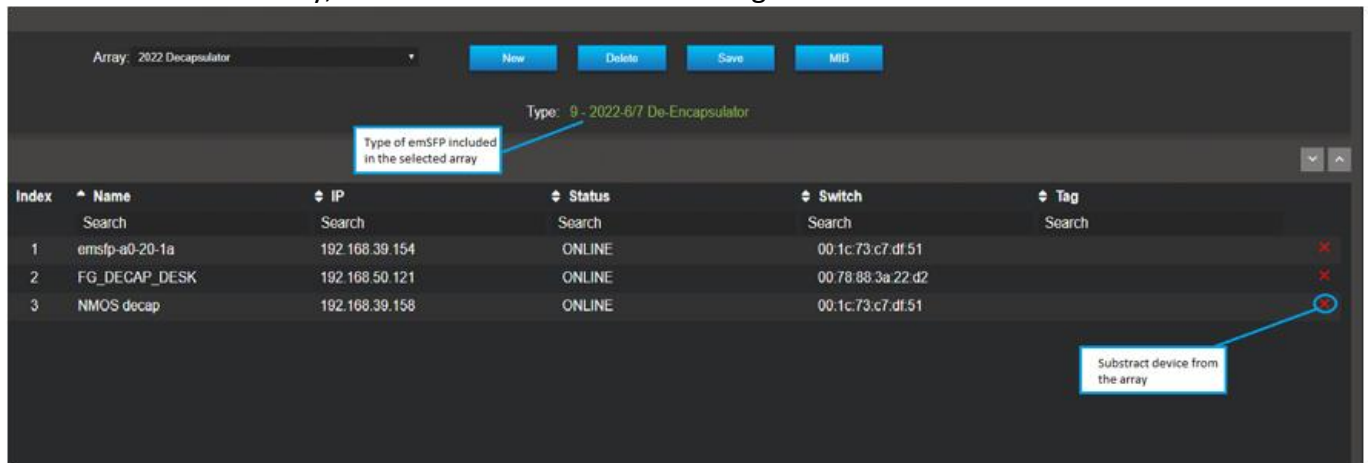 Array: 2022 Decapsulator New Delete Save MIB
Type: 9 - 2022-6/7 De-Encapsulator
Type of emSFP included
in the selected array
Index Name IP Status Switch Tag
Search Search Search Search Search
1 emsfp-a0-20-1a 192.168.39.154 ONLINE 00:1c:73:c7:df:51
2 FG_DECAP_DESK 192.168.50.121 ONLINE 00:78:88:3a:22:d2
3 NMOS decap 192.168.39.158 ONLINE 00:1c:73:c7:df:51
Substract device from
the array